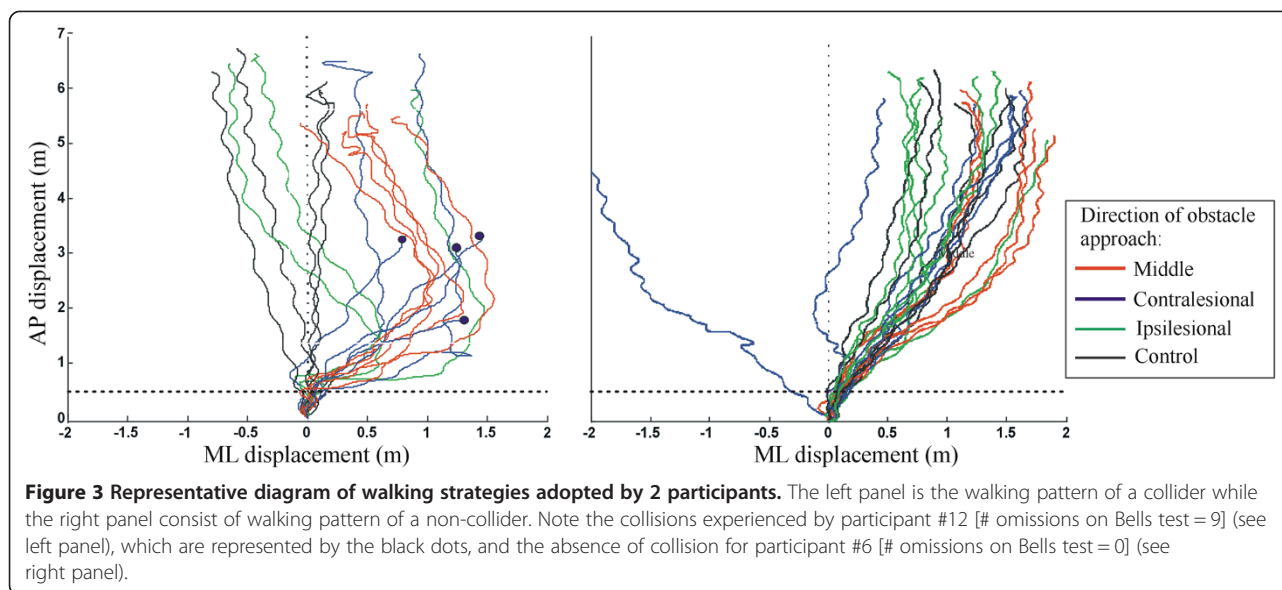 7
6
5
4
3
2
1
0
AP displacement (m)
-2 -1.5 -1 -0.5 0 0.5 1 1.5 2
ML displacement (m)
Middle
-2 -1.5 -1 -0.5 0 0.5 1 1.5 2
ML displacement (m)
Direction of obstacle
approach:
Middle
Contralesional
Ipsilesional
Control
Figure 3 Representative diagram of walking strategies adopted by 2 participants. The left panel is the walking pattern of a collider while
the right panel consist of walking pattern of a non-collider. Note the collisions experienced by participant #12 [# omissions on Bells test = 9] (see
left panel), which are represented by the black dots, and the absence of collision for participant #6 [# omissions on Bells test = 0] (see
right panel).